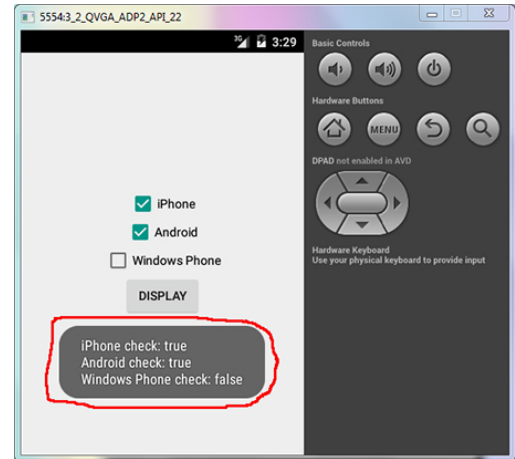 5554:3_2_QVGA_ADP2_API_22
3G 3:29
iPhone
Android
Windows Phone
DISPLAY
iPhone check: true
Android check: true
Windows Phone check: false
Basic Controls
Hardware Buttons
MENU
DPAD not enabled in AVD
Hardware Keyboard
Use your physical keyboard to provide input